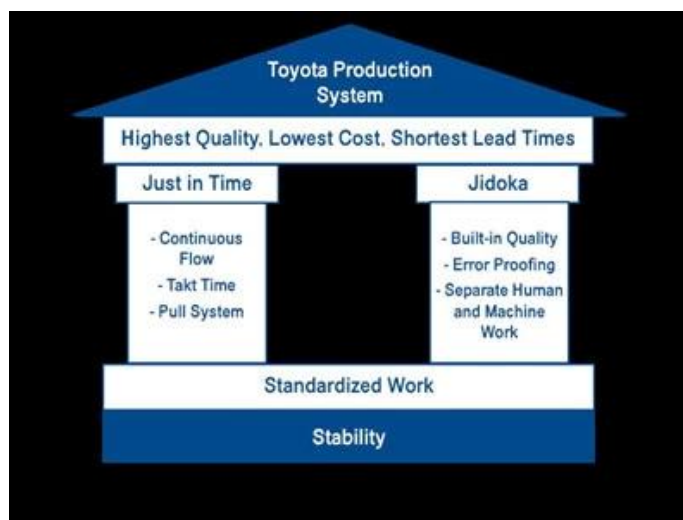 Toyota Production
System
Highest Quality, Lowest Cost, Shortest Lead Times
Just in Time
Jidoka
- Continuous
Flow
- Takt Time
- Pull System
- Built-in Quality
- Error Proofing
- Separate Human
and Machine
Work
Standardized Work
Stability